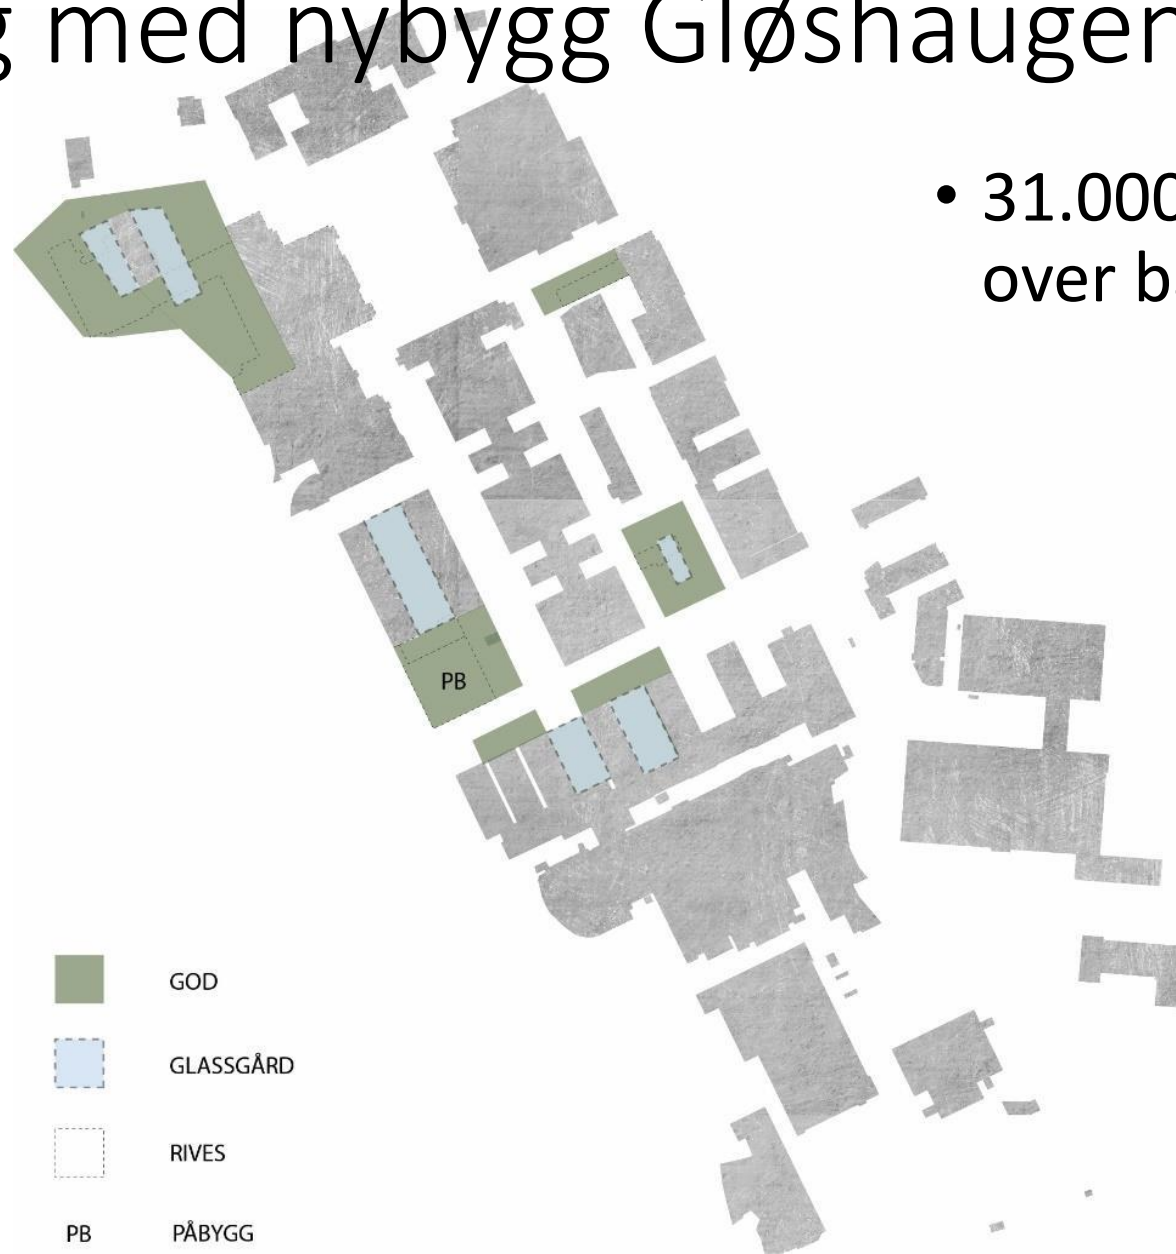 g med nybygg Gløshaugen
• 31.000
over b
PB
GOD
GLASSGÅRD
RIVES
PB PÅBYGG